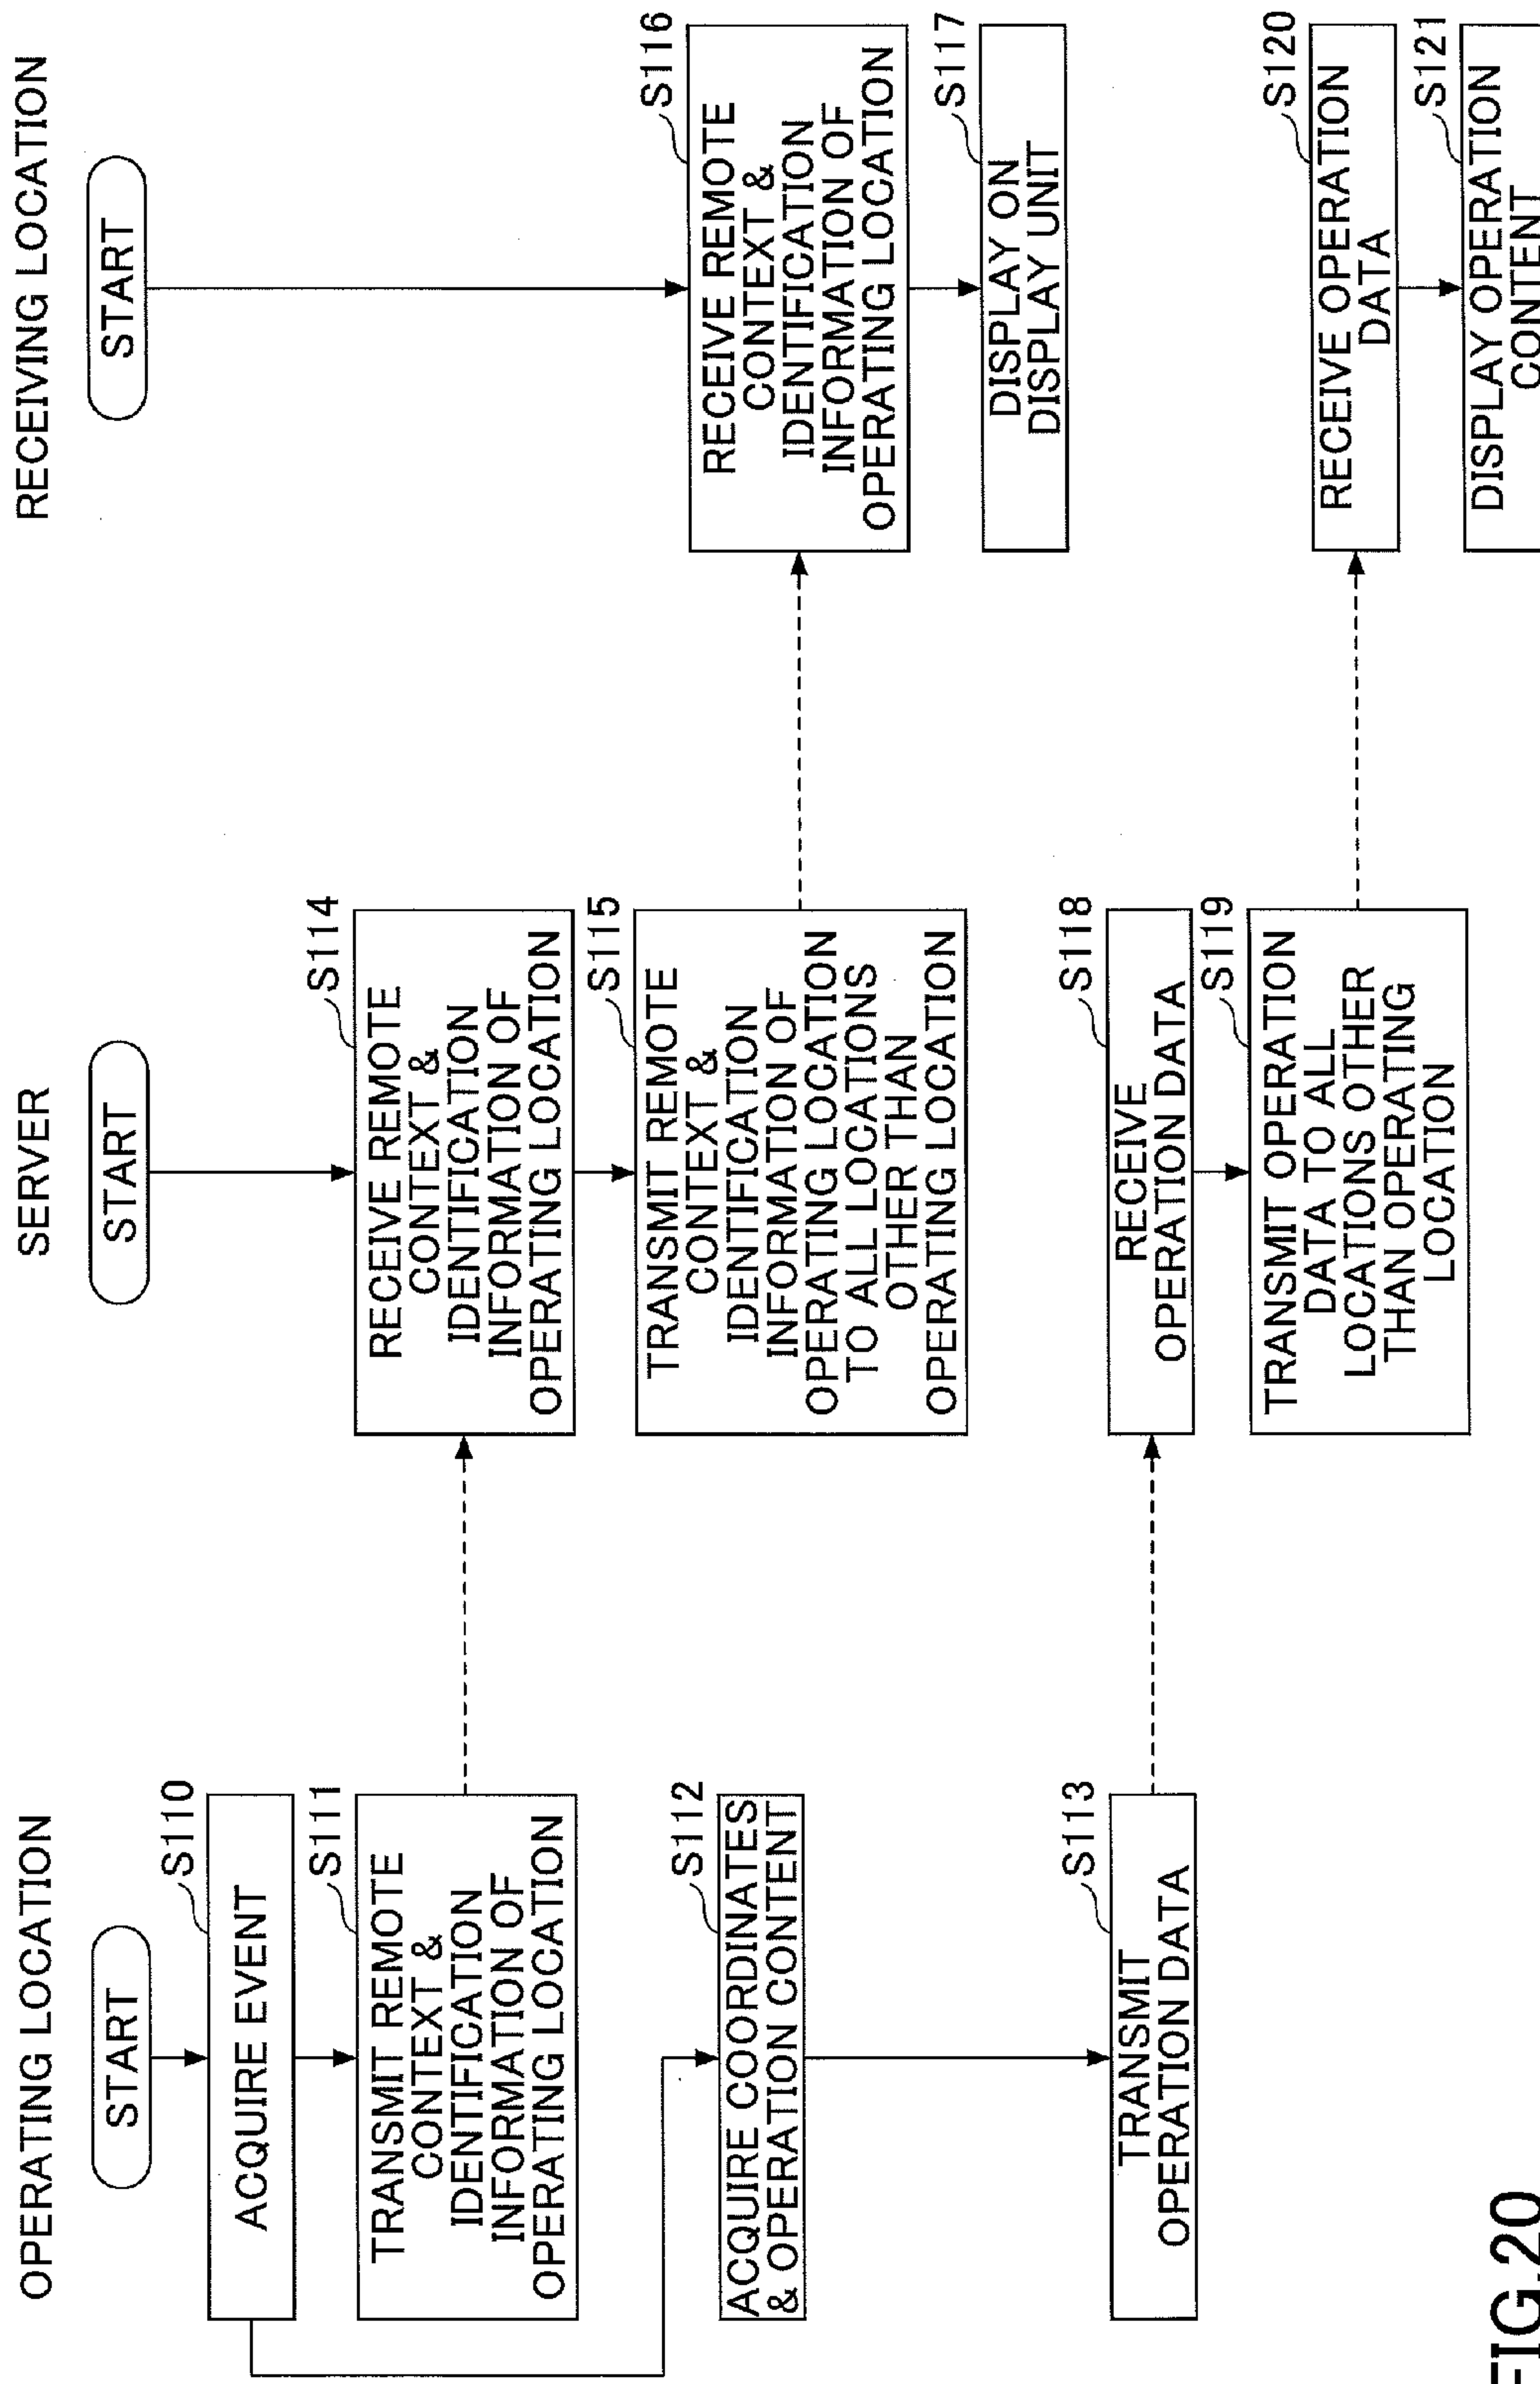 OPERATING LOCATION
START
S110
ACQUIRE EVENT
S111
TRANSMIT REMOTE
CONTEXT &
IDENTIFICATION
INFORMATION OF
OPERATING LOCATION
S112
ACQUIRE COORDINATES
& OPERATION CONTENT
S113
TRANSMIT
OPERATION DATA
SERVER
START
S114
RECEIVE REMOTE
CONTEXT &
IDENTIFICATION
INFORMATION OF
OPERATING LOCATION
S115
TRANSMIT REMOTE
CONTEXT &
IDENTIFICATION
INFORMATION OF
OPERATING LOCATION
TO ALL LOCATIONS
OTHER THAN
OPERATING LOCATION
S118
RECEIVE
OPERATION DATA
S119
TRANSMIT OPERATION
DATA TO ALL
LOCATIONS OTHER
THAN OPERATING
LOCATION
RECEIVING LOCATION
START
S116
RECEIVE REMOTE
CONTEXT &
IDENTIFICATION
INFORMATION OF
OPERATING LOCATION
S117
DISPLAY ON
DISPLAY UNIT
S120
RECEIVE OPERATION
DATA
S121
DISPLAY OPERATION
CONTENT
FIG.20